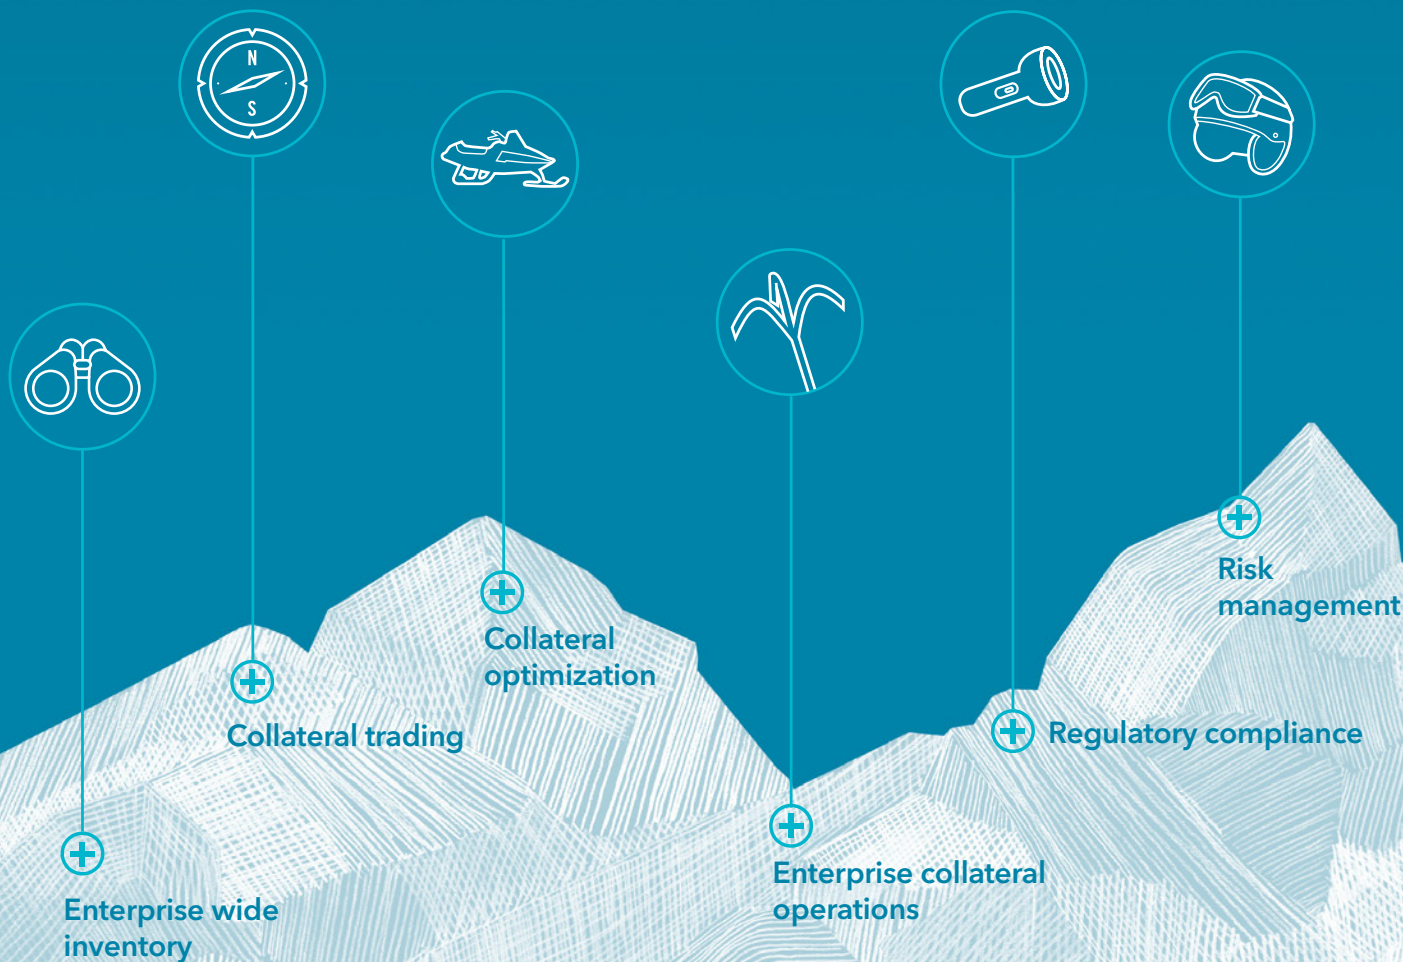 N
S
Collateral
optimization
Collateral trading
Enterprise wide
inventory
Enterprise collateral
operations
Regulatory compliance
Risk
management